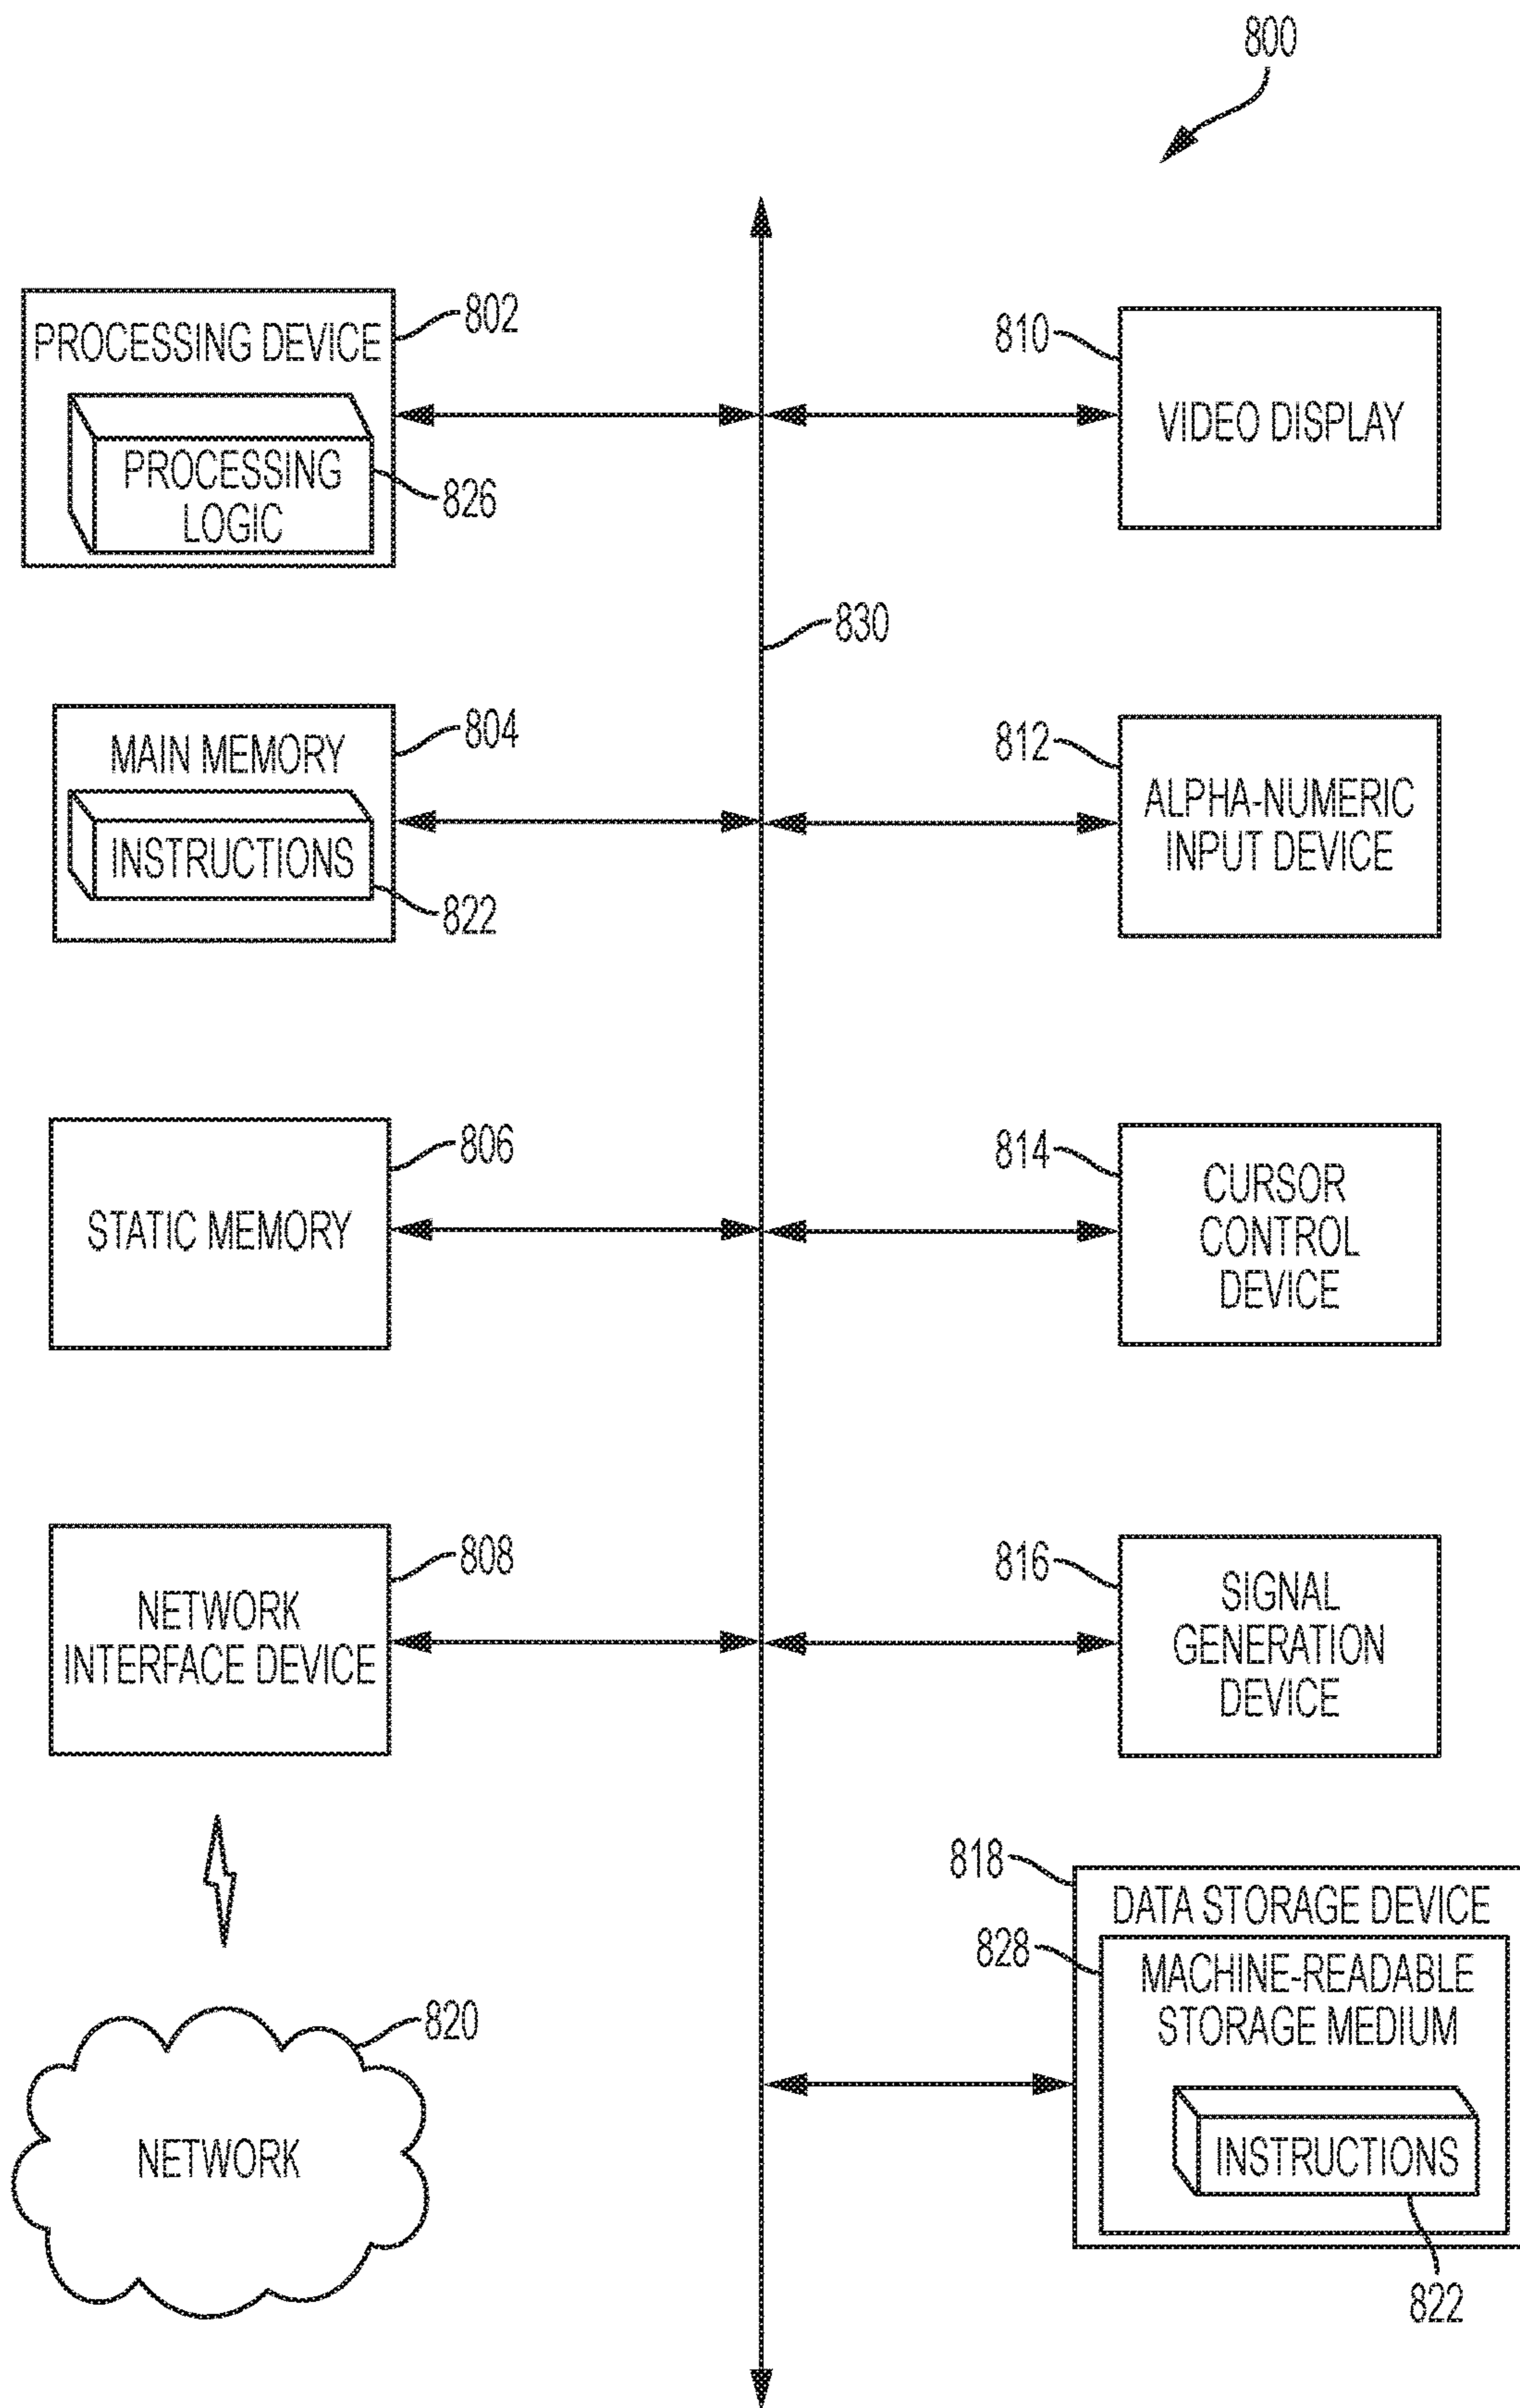 800
PROCESSING DEVICE
802
PROCESSING
LOGIC
826
810
VIDEO DISPLAY
830
MAIN MEMORY
804
INSTRUCTIONS
822
812
ALPHA-NUMERIC
INPUT DEVICE
STATIC MEMORY
806
814
CURSOR
CONTROL
DEVICE
NETWORK
INTERFACE DEVICE
808
816
SIGNAL
GENERATION
DEVICE
818
DATA STORAGE DEVICE
828
MACHINE-READABLE
STORAGE MEDIUM
INSTRUCTIONS
822
820
NETWORK